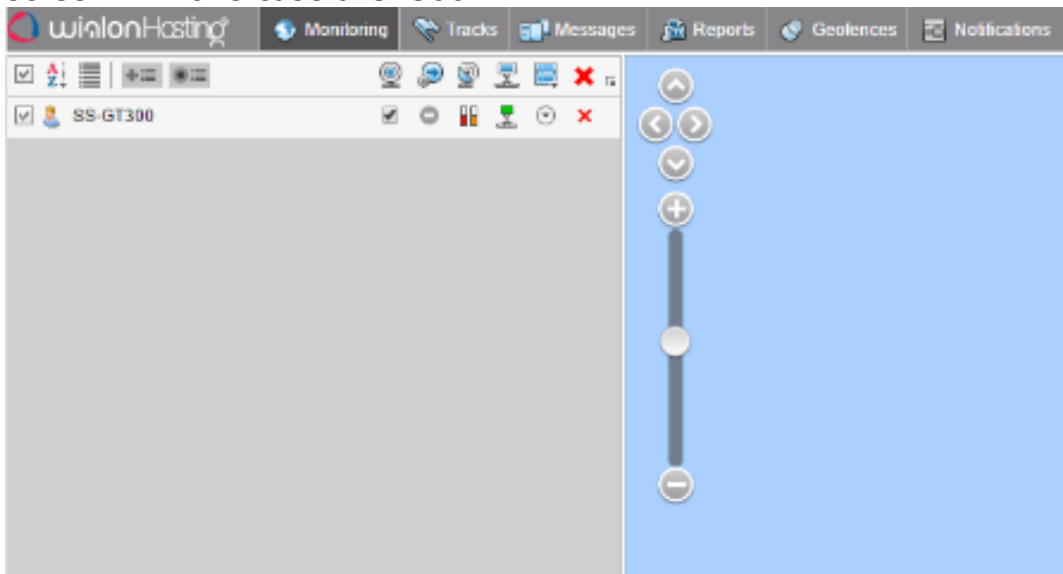 wialonHosting Monitoring Tracks Messages Reports Geofences Notifications
A
Z
SS-GT300